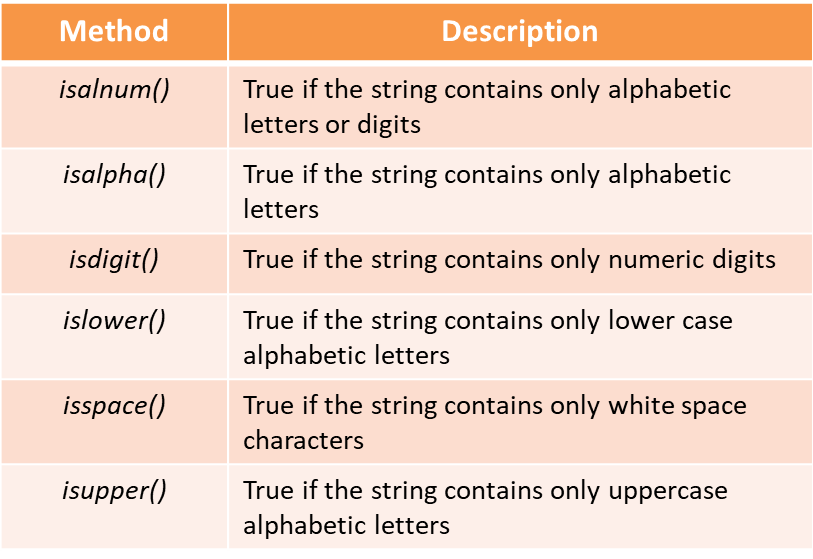 Method Description
isalnum() True if the string contains only alphabetic
letters or digits
isalpha() True if the string contains only alphabetic
letters
isdigit() True if the string contains only numeric digits
islower() True if the string contains only lower case
alphabetic letters
isspace() True if the string contains only white space
characters
isupper() True if the string contains only uppercase
alphabetic letters